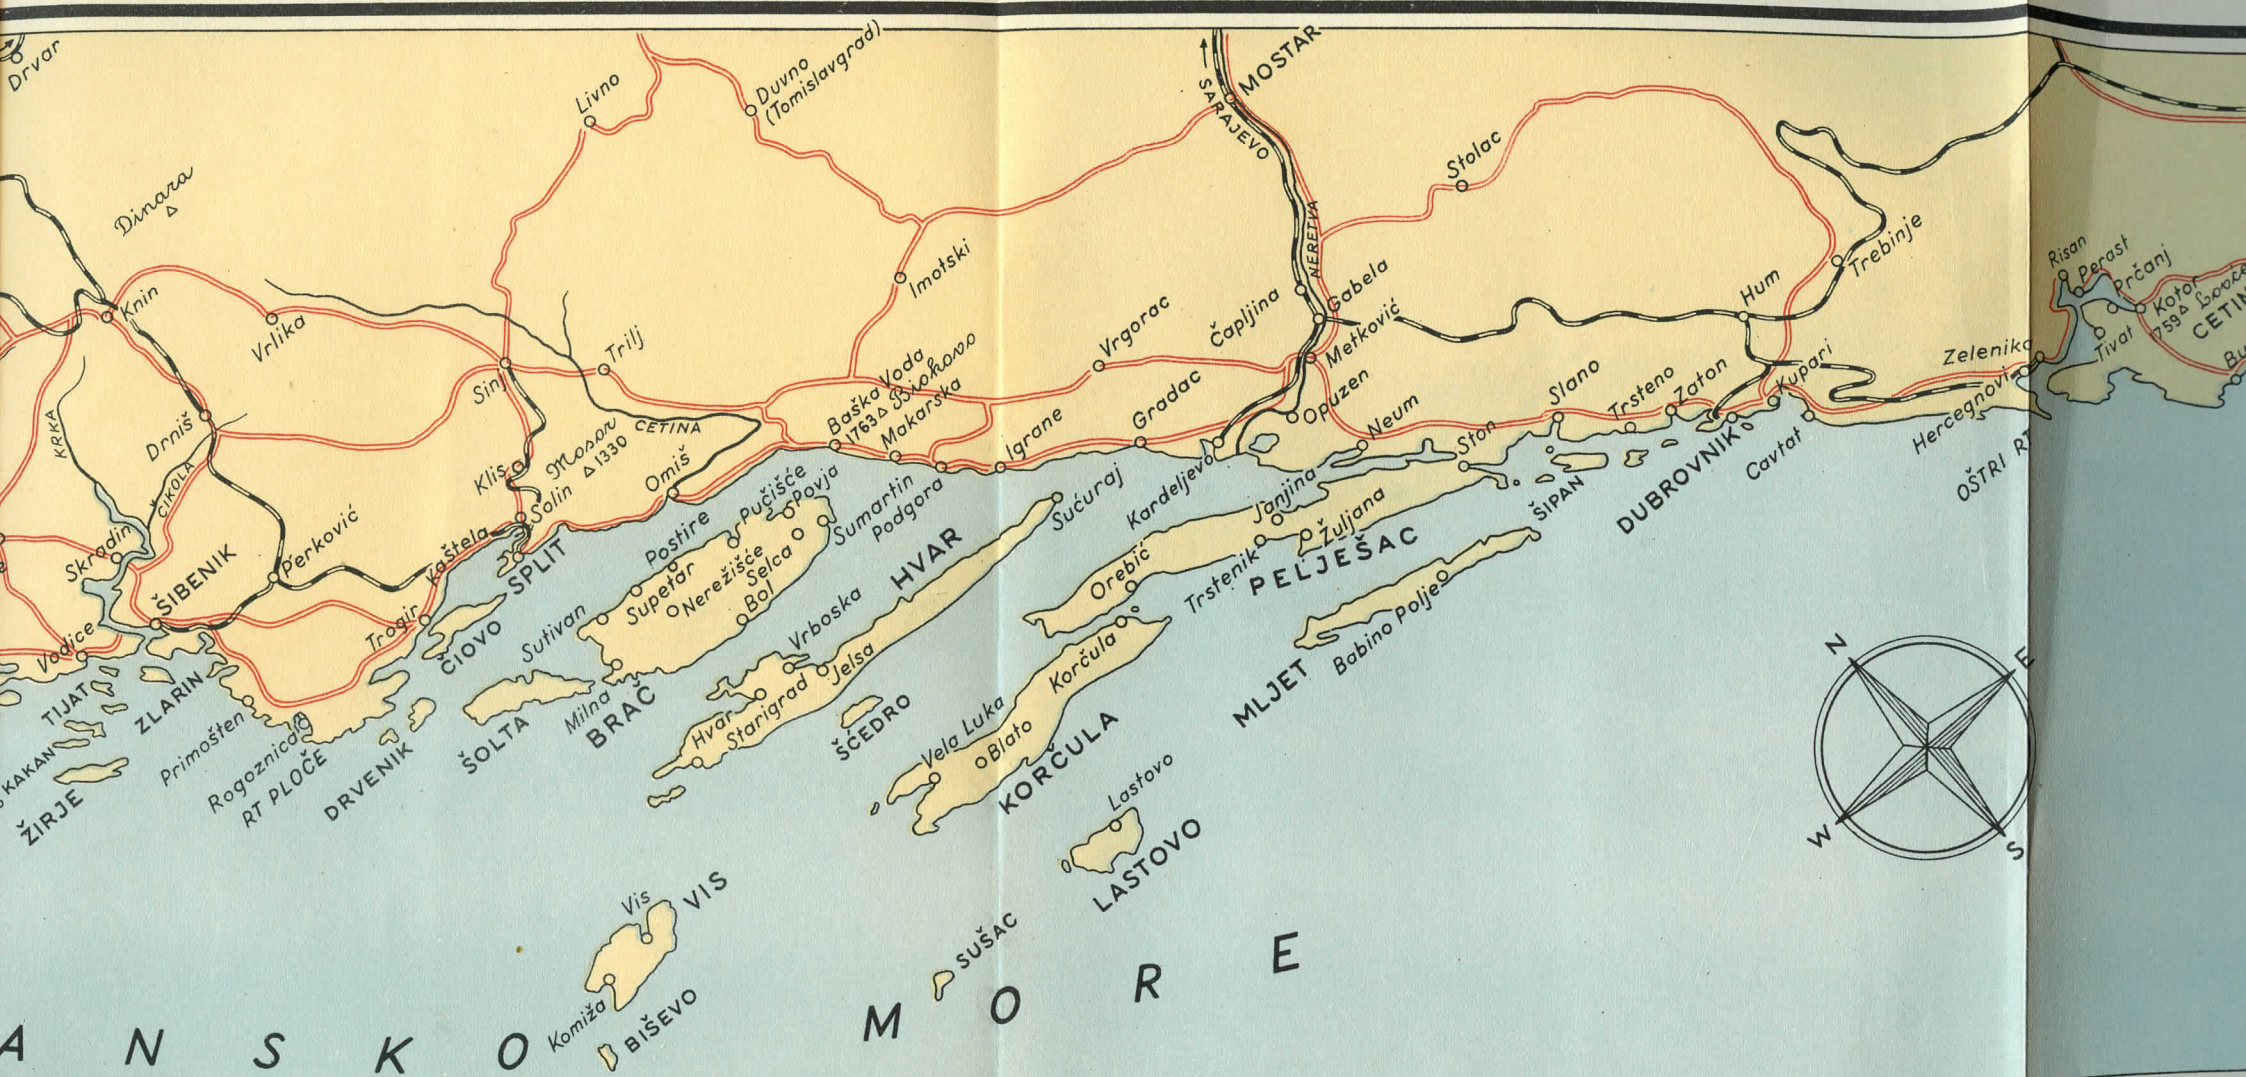 Drvar
Livno
Duvno
(Tomislavgrad)
MOSTAR
SARAJEVO
Stolac
Dinara
NERETVA
Trebinje
Risan
Perast
Prčanj
Kotor
1759
CETIN
Tivat
Bu
Knin
Vrlika
Imotski
Gabela
Čapljina
Hum
Vrgorac
Metković
Trilj
Sinj
Baška Voda
1763 Biokovo
Makarska
Zelenika
Kupari
Zaton
Trsteno
Slano
Gradac
Opuzen
Neum
Igrane
Hercegnovi
KRKA
Drniš
ČIKOLA
CETINA
Mosor
1330
Klis
Solin
Omiš
Ston
Cavtat
OŠTRI RT
DUBROVNIK
ŠIPAN
Kardeljevo
Janjina
Žuljana
Sućuraj
Pučišće
Povja
Sumartin
Podgora
Skradin
ŠIBENIK
Perković
Kaštela
SPLIT
Postire
Supetar
Nerežišće
Selca
Bol
HVAR
Orebić
Trstenik
PELJEŠAC
Babino Polje
MLJET
Vodice
Trogir
ČIOVO
Sutivan
Vrboska
Jelsa
Korčula
TIJAT
ZLARIN
KAKAN
ŽIRJE
Primošten
Rogoznica
RT PLOČE
DRVENIK
ŠOLTA
Milna
BRAČ
Hvar
Starigrad
ŠĆEDRO
Vela Luka
Blato
KORČULA
Lastovo
LASTOVO
N
E
W
S
Vis
VIS
SUŠAC
Komiža
BIŠEVO
ANSKO MORE